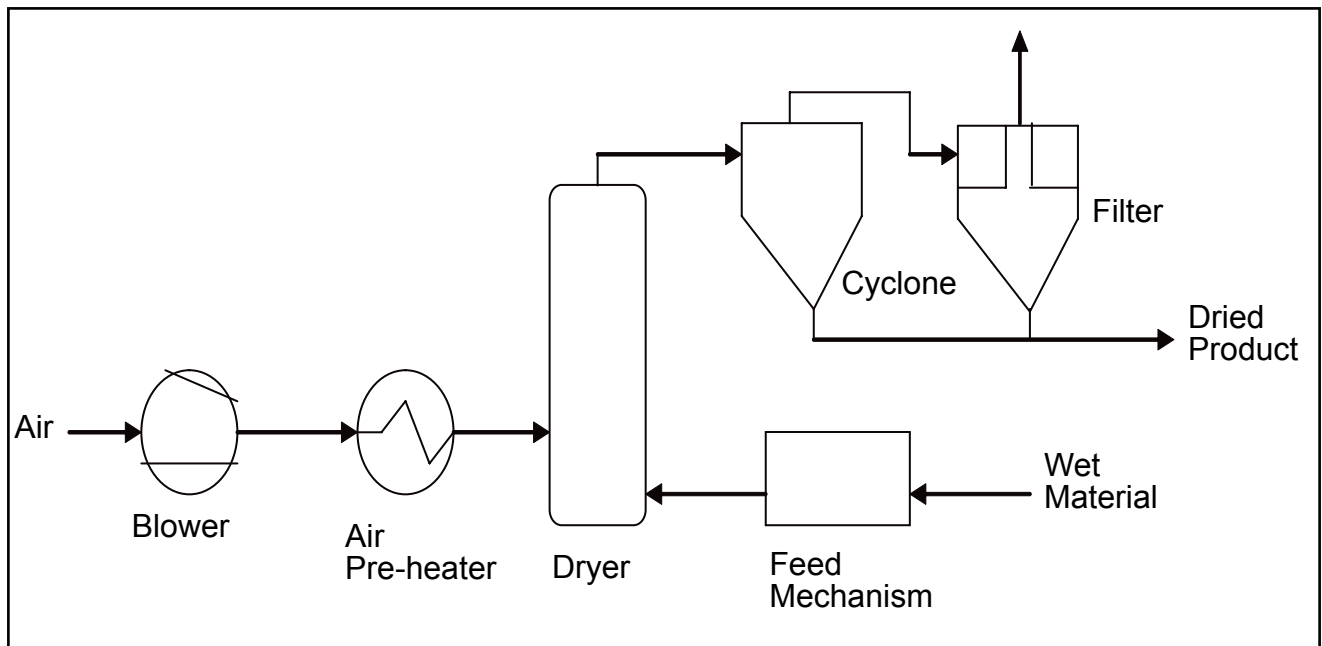 Filter
Cyclone
Dried
Product
Air
Wet
Material
Blower
Air
Pre-heater
Dryer
Feed
Mechanism